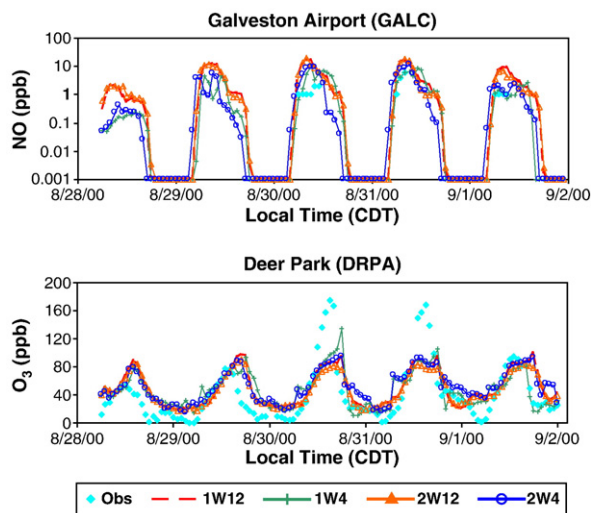 Galveston Airport (GALC)
NO (ppb)
100
10
1
0.1
0.01
0.001
8/28/00 8/29/00 8/30/00 8/31/00 9/1/00 9/2/00
Local Time (CDT)
Deer Park (DRPA)
O3 (ppb)
200
160
120
80
40
0
8/28/00 8/29/00 8/30/00 8/31/00 9/1/00 9/2/00
Local Time (CDT)
Obs 1W12 1W4 2W12 2W4